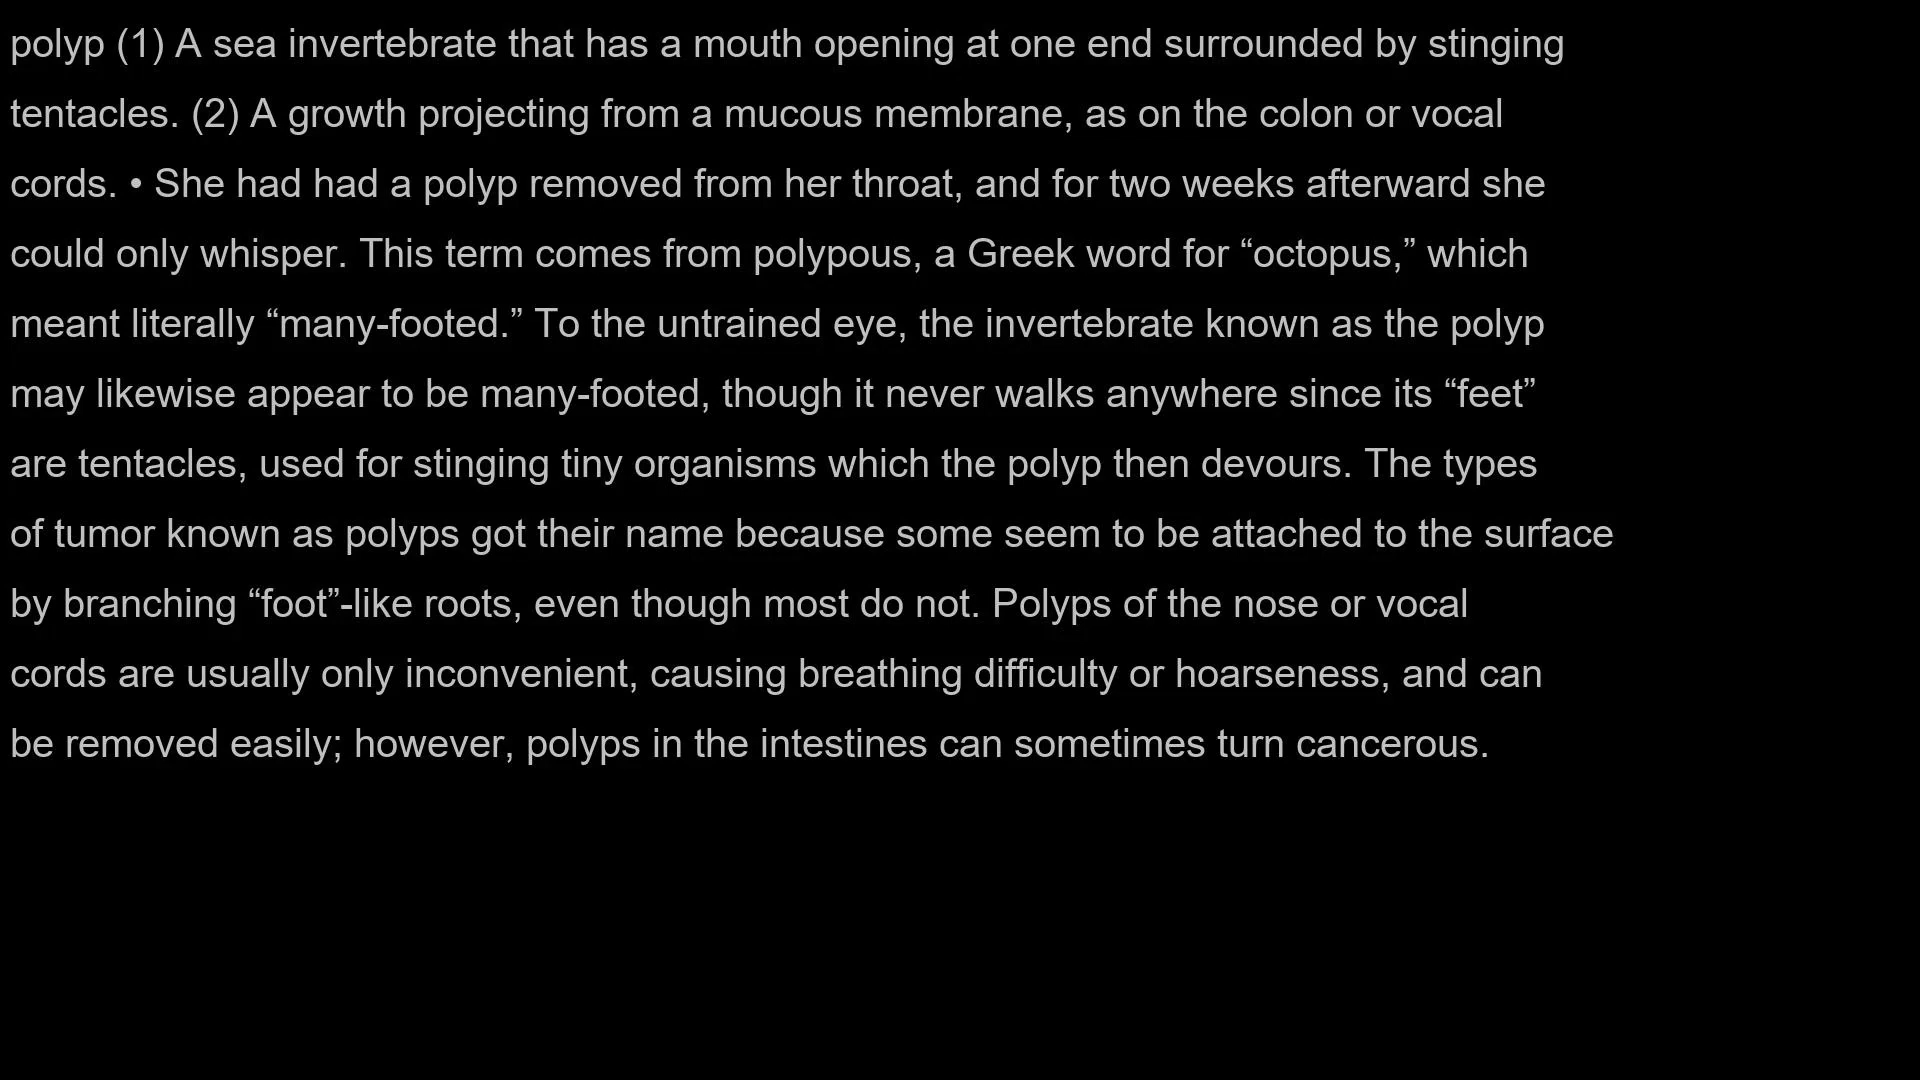 polyp (1) A sea invertebrate that has a mouth opening at one end surrounded by stinging
tentacles. (2) A growth projecting from a mucous membrane, as on the colon or vocal
cords. • She had had a polyp removed from her throat, and for two weeks afterward she
could only whisper. This term comes from polypous, a Greek word for “octopus,” which
meant literally “many-footed.” To the untrained eye, the invertebrate known as the polyp
may likewise appear to be many-footed, though it never walks anywhere since its “feet”
are tentacles, used for stinging tiny organisms which the polyp then devours. The types
of tumor known as polyps got their name because some seem to be attached to the surface
by branching “foot”-like roots, even though most do not. Polyps of the nose or vocal
cords are usually only inconvenient, causing breathing difficulty or hoarseness, and can
be removed easily; however, polyps in the intestines can sometimes turn cancerous.